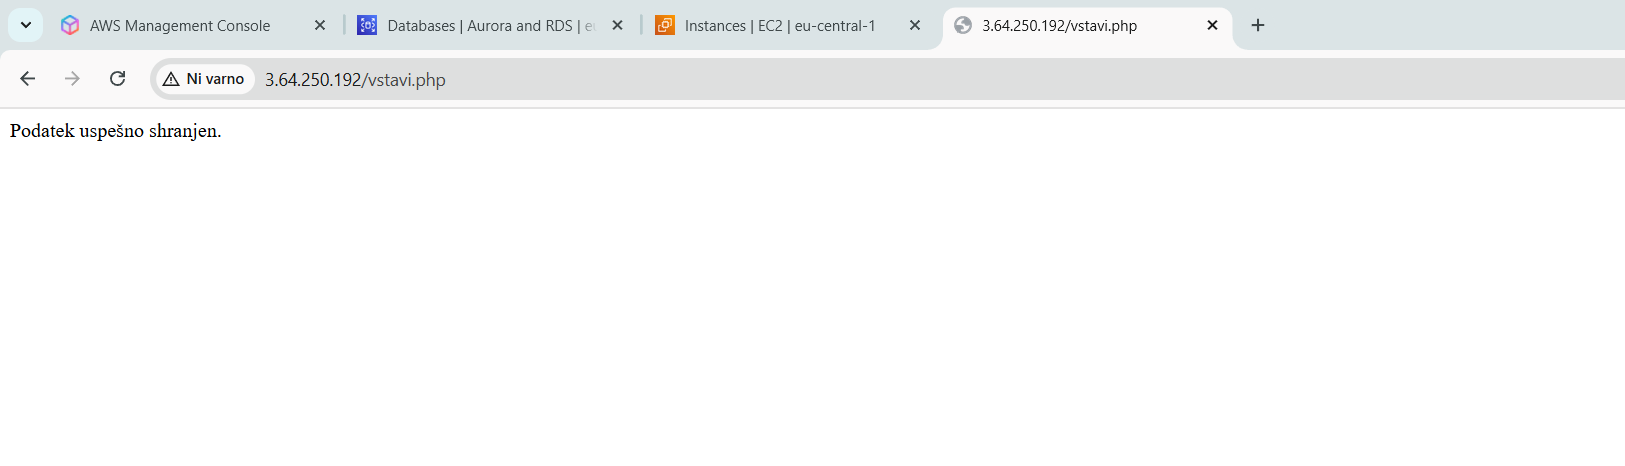 AWS Management Console
Databases | Aurora and RDS | eu
Instances | EC2 | eu-central-1
3.64.250.192/vstavi.php
Ni varno
3.64.250.192/vstavi.php
Podatek uspešno shranjen.